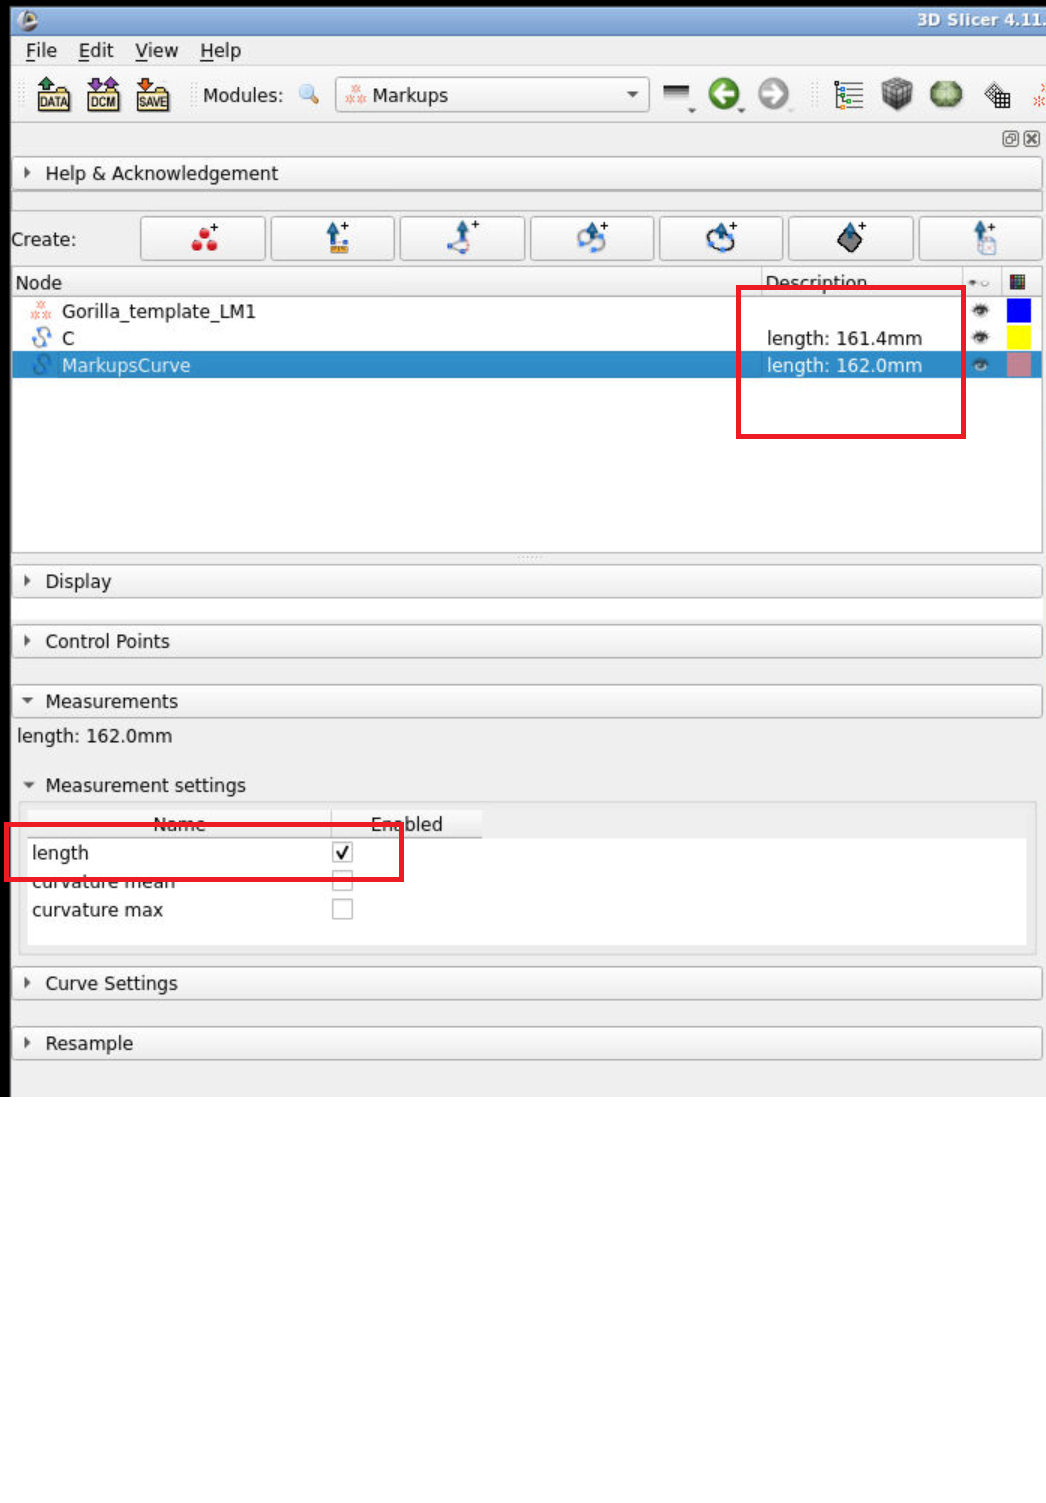 3D Slicer 4.11.
File Edit View Help
DATA DCM SAVE Modules: Markups
Help & Acknowledgement
Create:
Node Description
Gorilla_template_LM1
C length: 161.4mm
MarkupsCurve length: 162.0mm
Display
Control Points
Measurements
length: 162.0mm
Measurement settings
Name Enabled
length
curvature mean
curvature max
Curve Settings
Resample